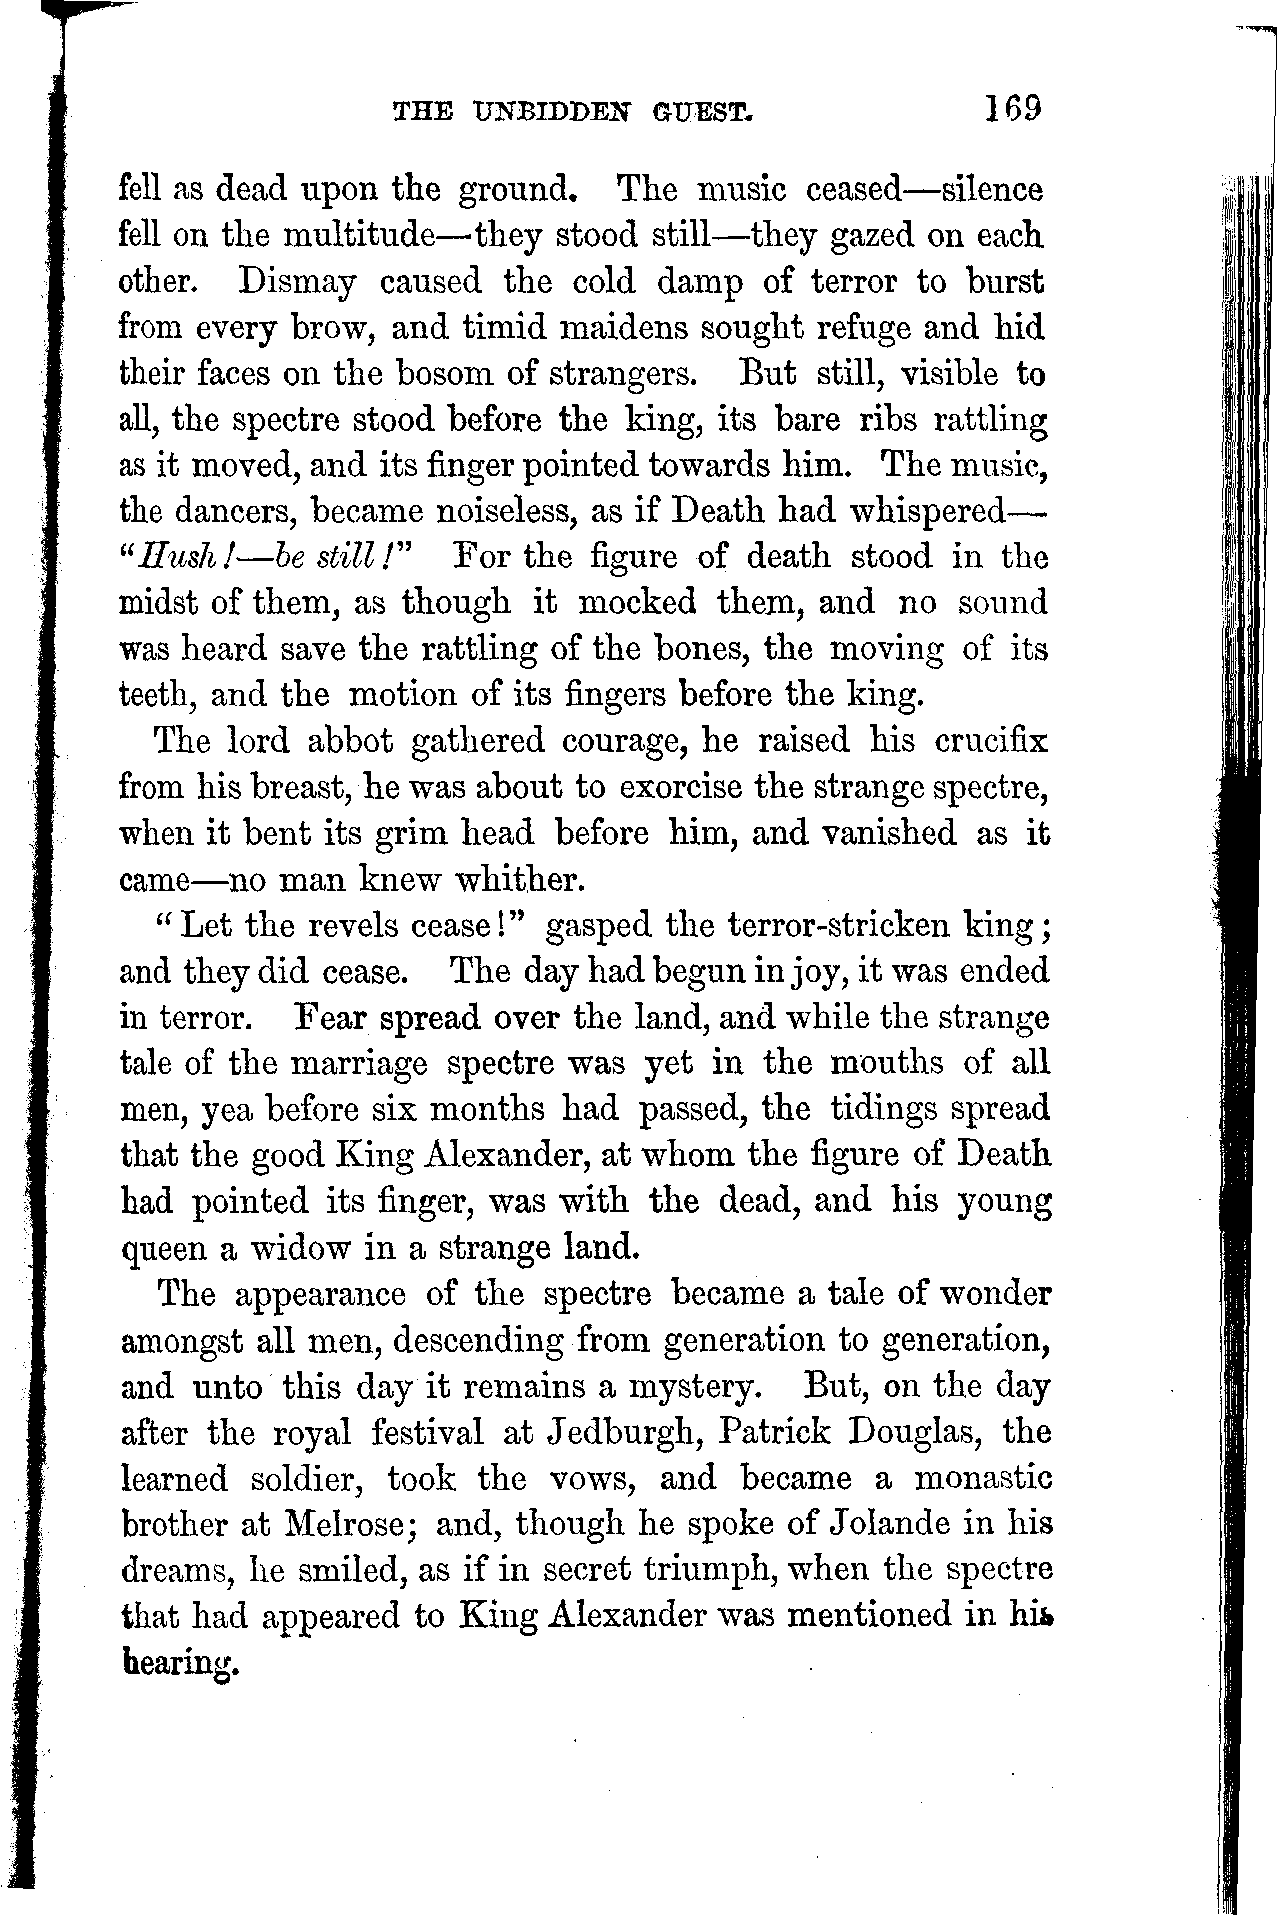 THE UNBIDDEN GUEST. 169
fell as dead upon the ground. The music ceased—silence
fell on the multitude—they stood still—they gazed on each
other. Dismay caused the cold damp of terror to burst
from every brow, and timid maidens sought refuge and hid
their faces on the bosom of strangers. But still, visible to
all, the spectre stood before the king, its bare ribs rattling
as it moved, and its finger pointed towards him. The music,
the dancers, became noiseless, as if Death had whispered—
"Hush!—be still!" For the figure of death stood in the
midst of them, as though it mocked them, and no sound
was heard save the rattling of the bones, the moving of its
teeth, and the motion of its fingers before the king.
The lord abbot gathered courage, he raised his crucifix
from his breast, he was about to exorcise the strange spectre,
when it bent its grim head before him, and vanished as it
came—no man knew whither.
"Let the revels cease!" gasped the terror-stricken king;
and they did cease. The day had begun in joy, it was ended
in terror. Fear spread over the land, and while the strange
tale of the marriage spectre was yet in the mouths of all
men, yea before six months had passed, the tidings spread
that the good King Alexander, at whom the figure of Death
had pointed its finger, was with the dead, and his young
queen a widow in a strange land.
The appearance of the spectre became a tale of wonder
amongst all men, descending from generation to generation,
and unto this day it remains a mystery. But, on the day
after the royal festival at Jedburgh, Patrick Douglas, the
learned soldier, took the vows, and became a monastic
brother at Melrose; and, though he spoke of Jolande in his
dreams, he smiled, as if in secret triumph, when the spectre
that had appeared to King Alexander was mentioned in his
hearing.